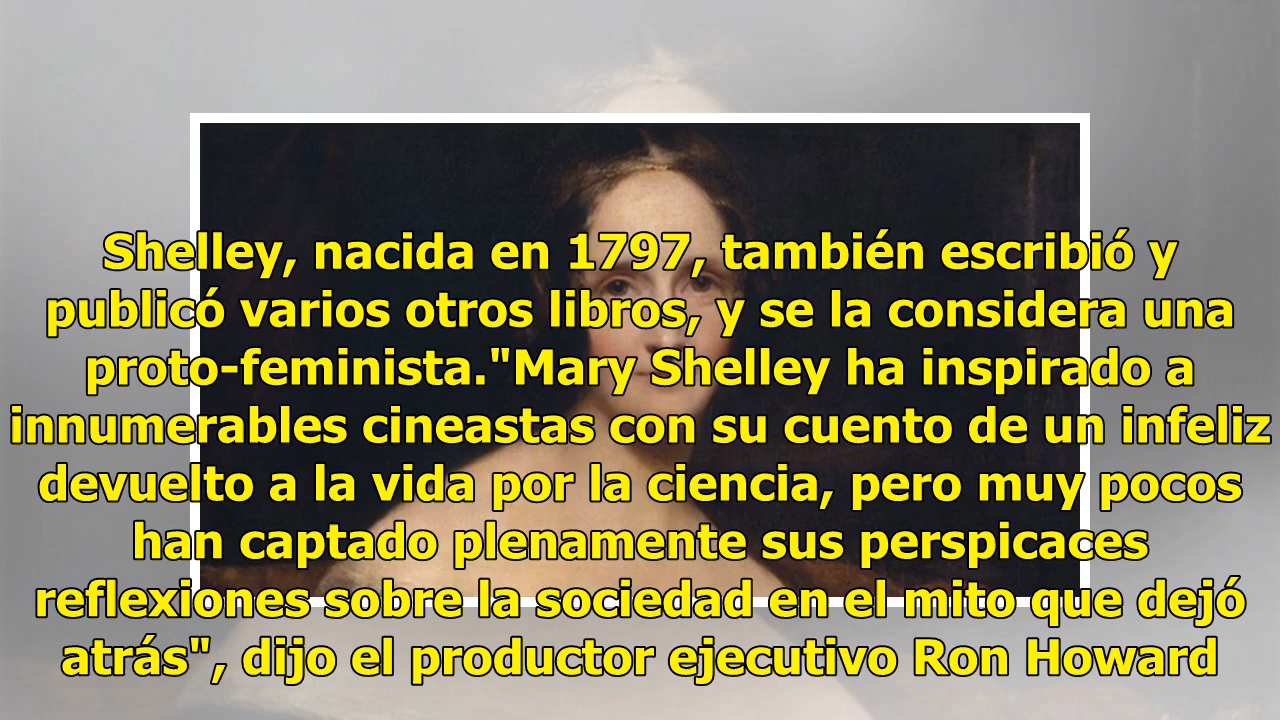 Shelley, nacida en 1797, también escribió y
publicó varios otros libros, y se la considera una
proto-feminista."Mary Shelley ha inspirado a
innumerables cineastas con su cuento de un infeliz
devuelto a la vida por la ciencia, pero muy pocos
han captado plenamente sus perspicaces
reflexiones sobre la sociedad en el mito que dejó
atrás", dijo el productor ejecutivo Ron Howard